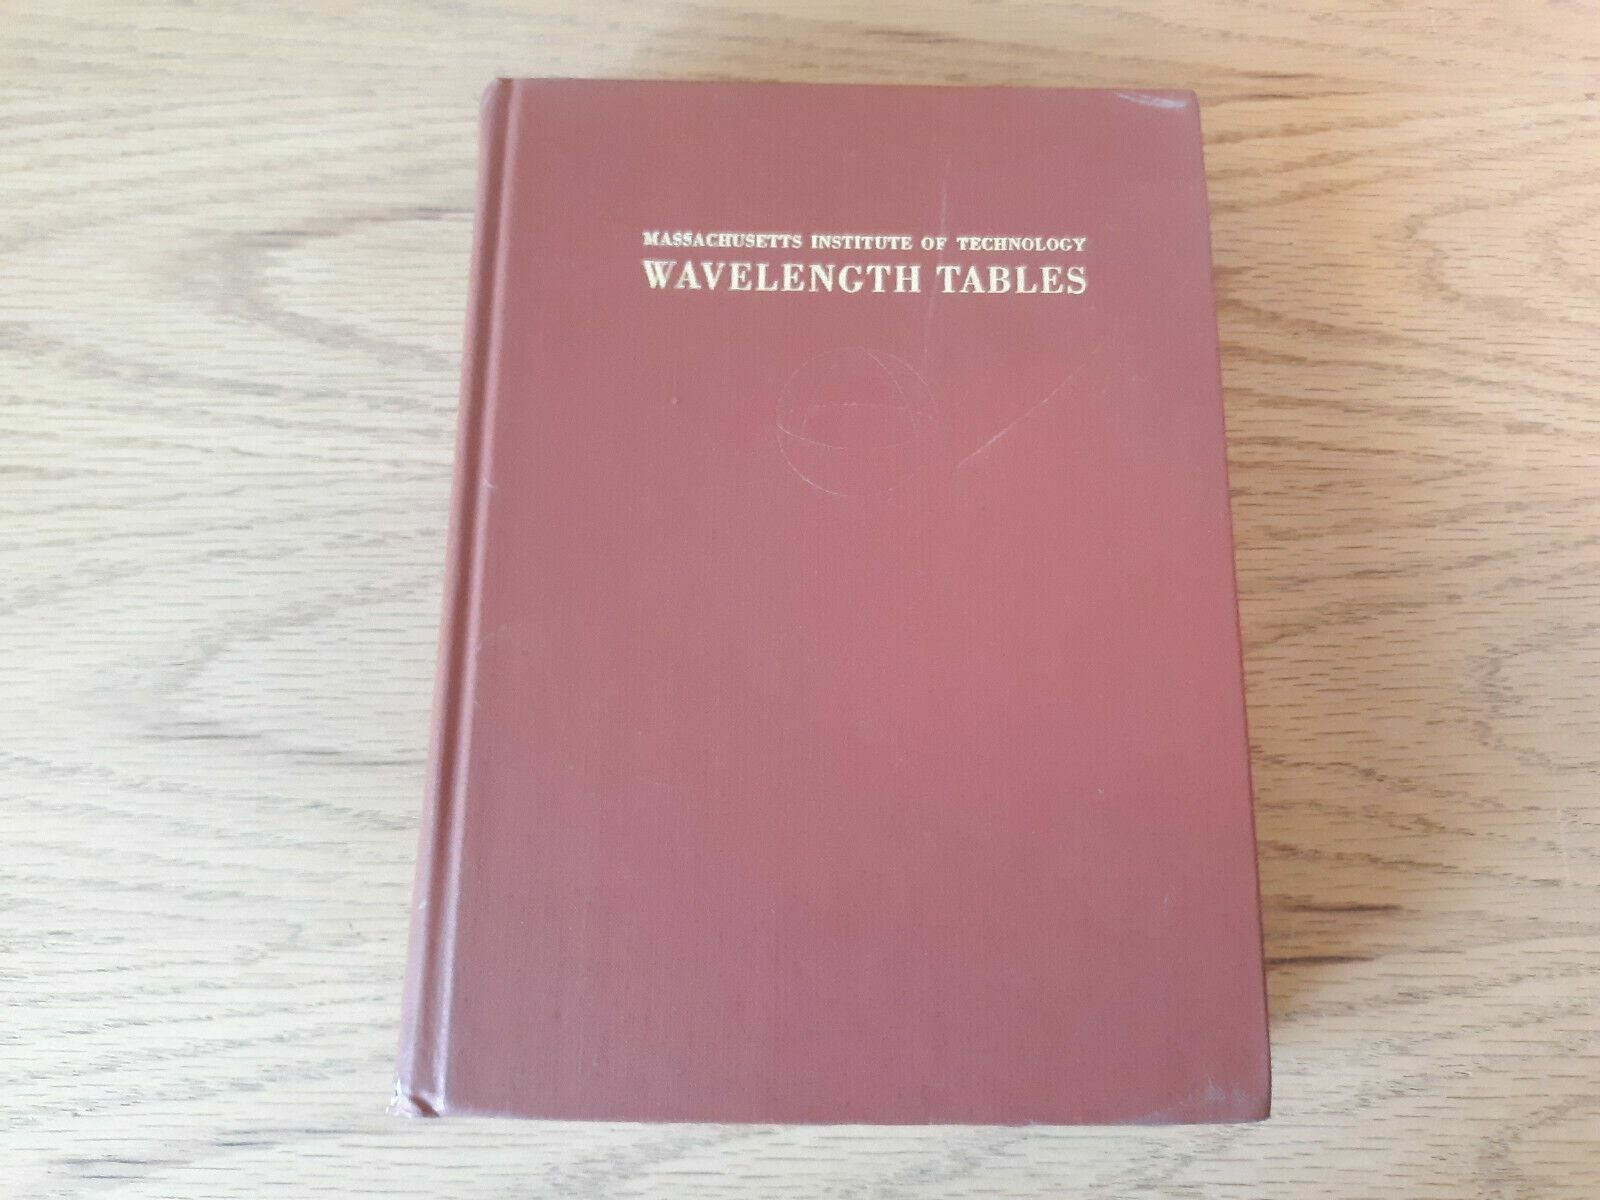 MASSACHUSETTS INSTITUTE OF TECHNOLOGY
WAVELENGTH TABLES